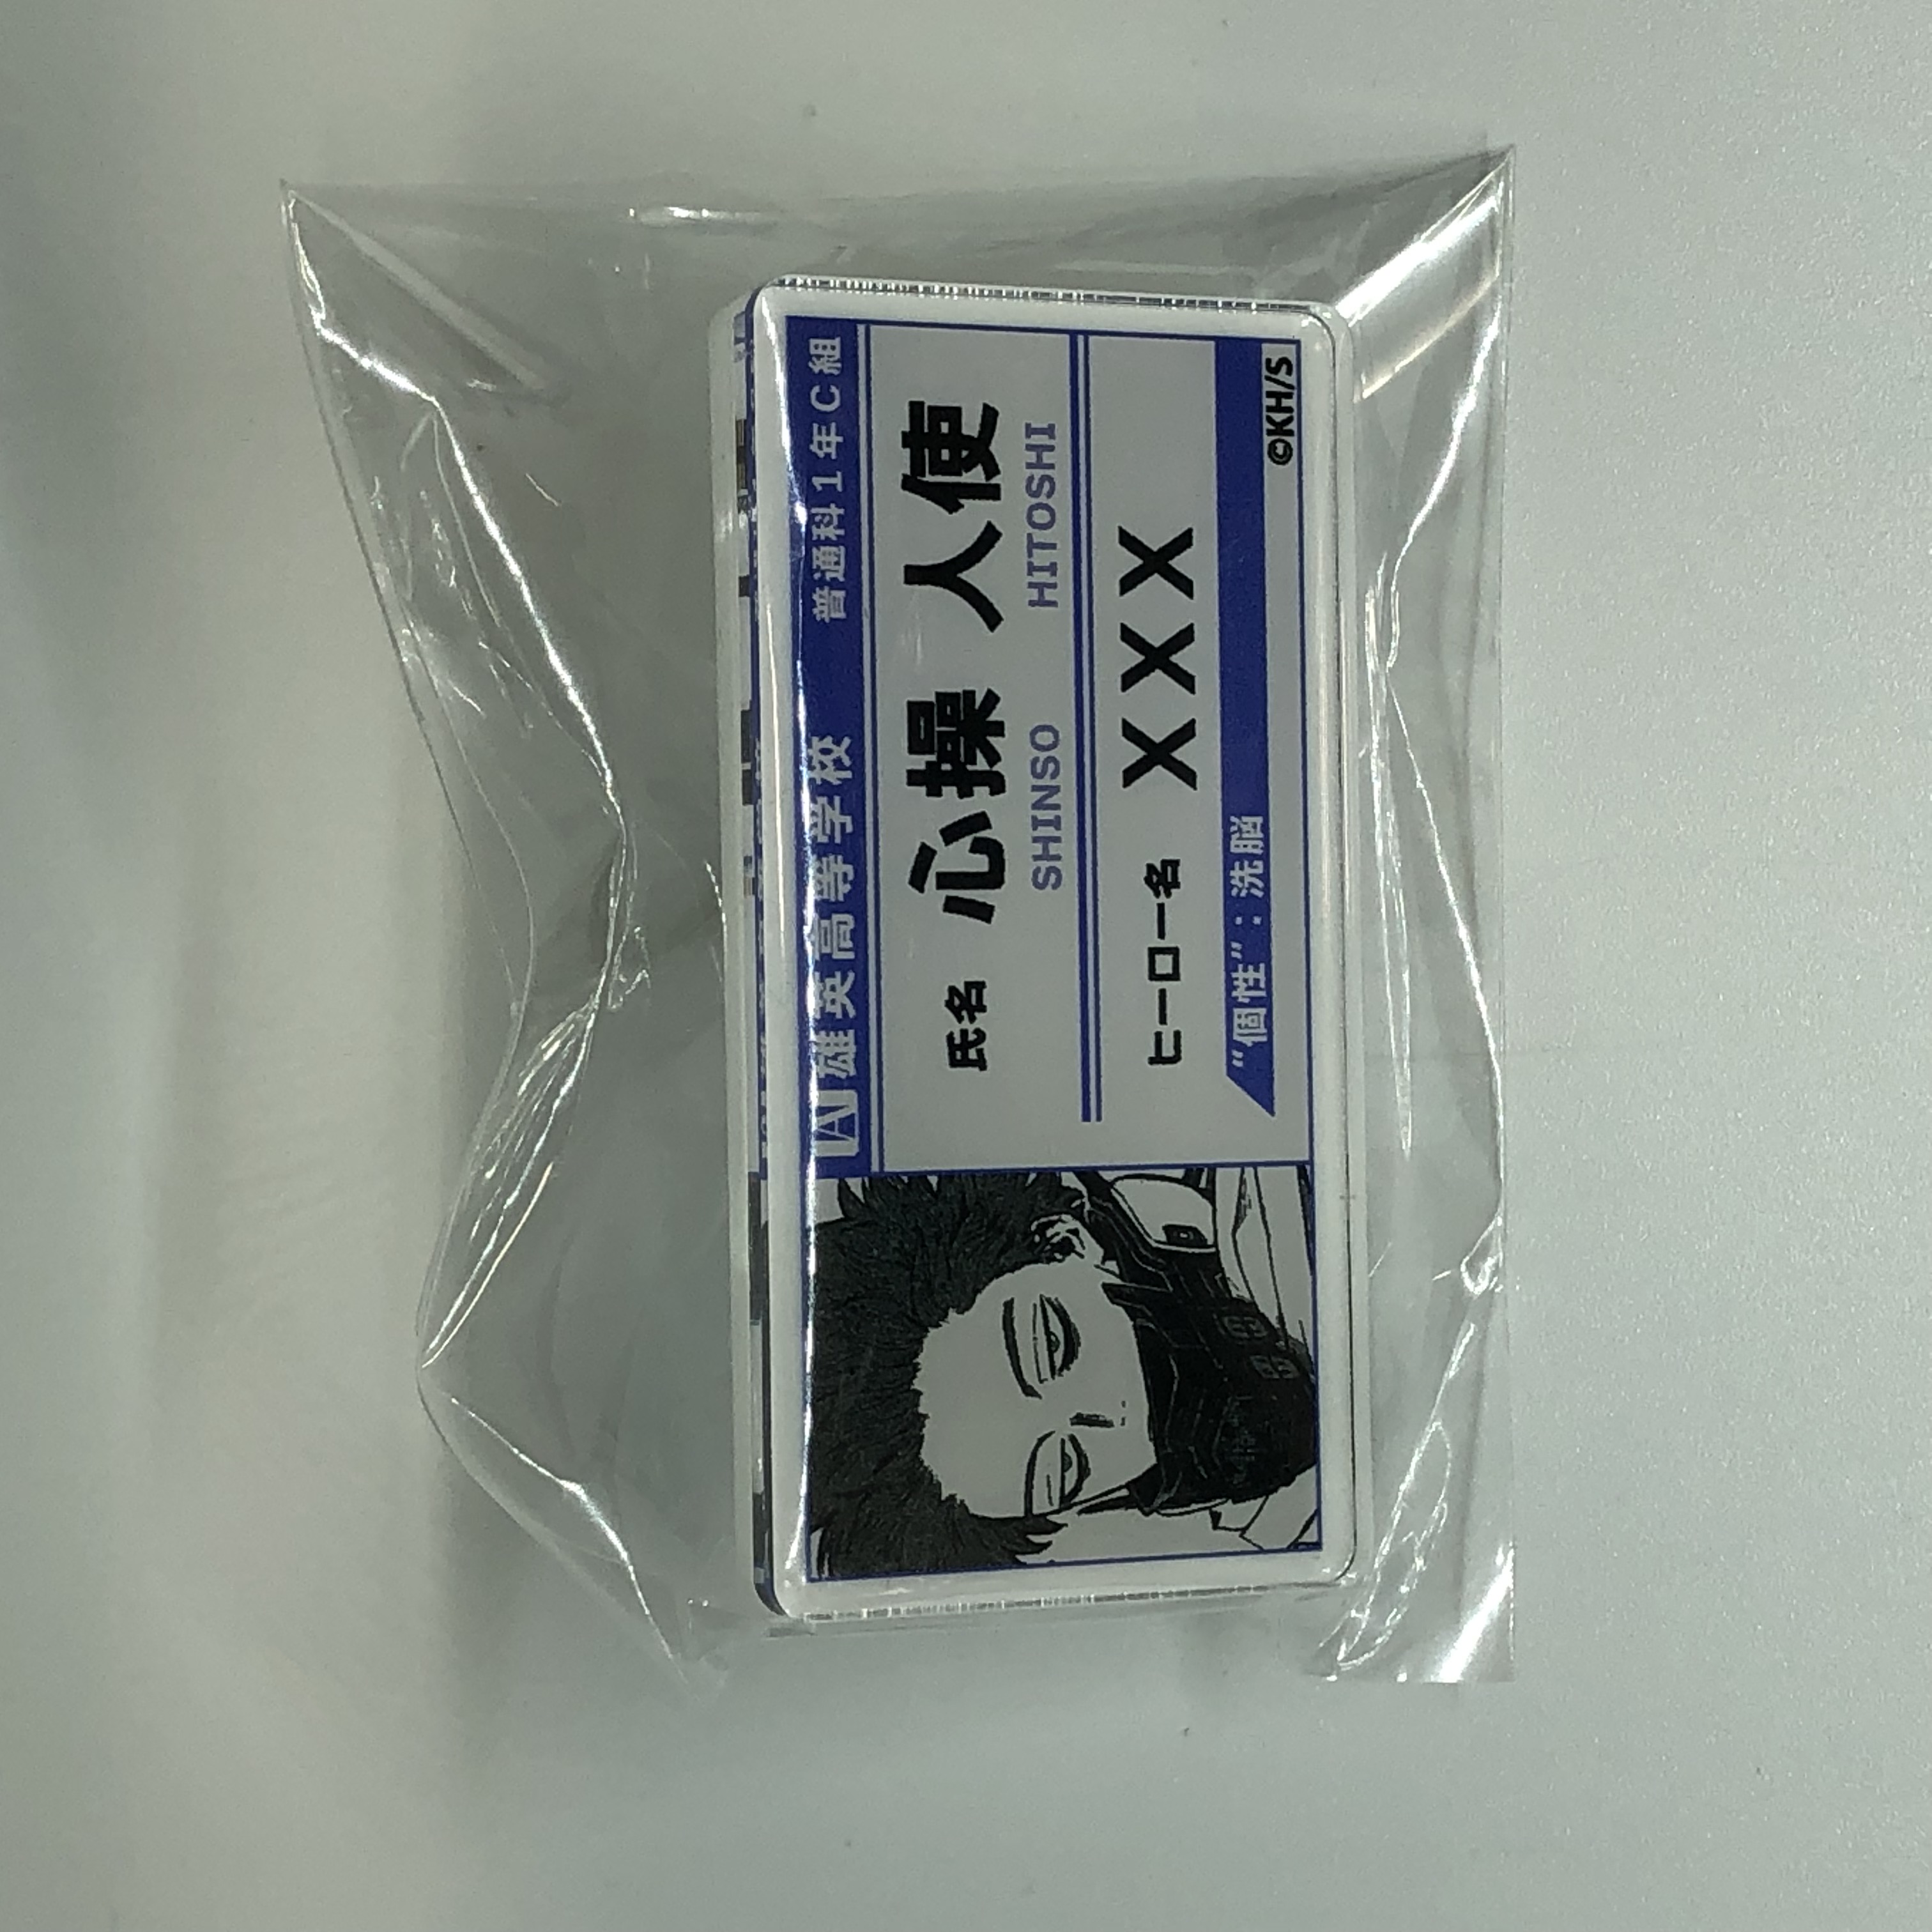 雄英高等学校 普通科1年C組
氏名 心操 人使
SHINSO HITOSHI
ヒーロー名 XXX
“個性”：洗脳
©KH/S